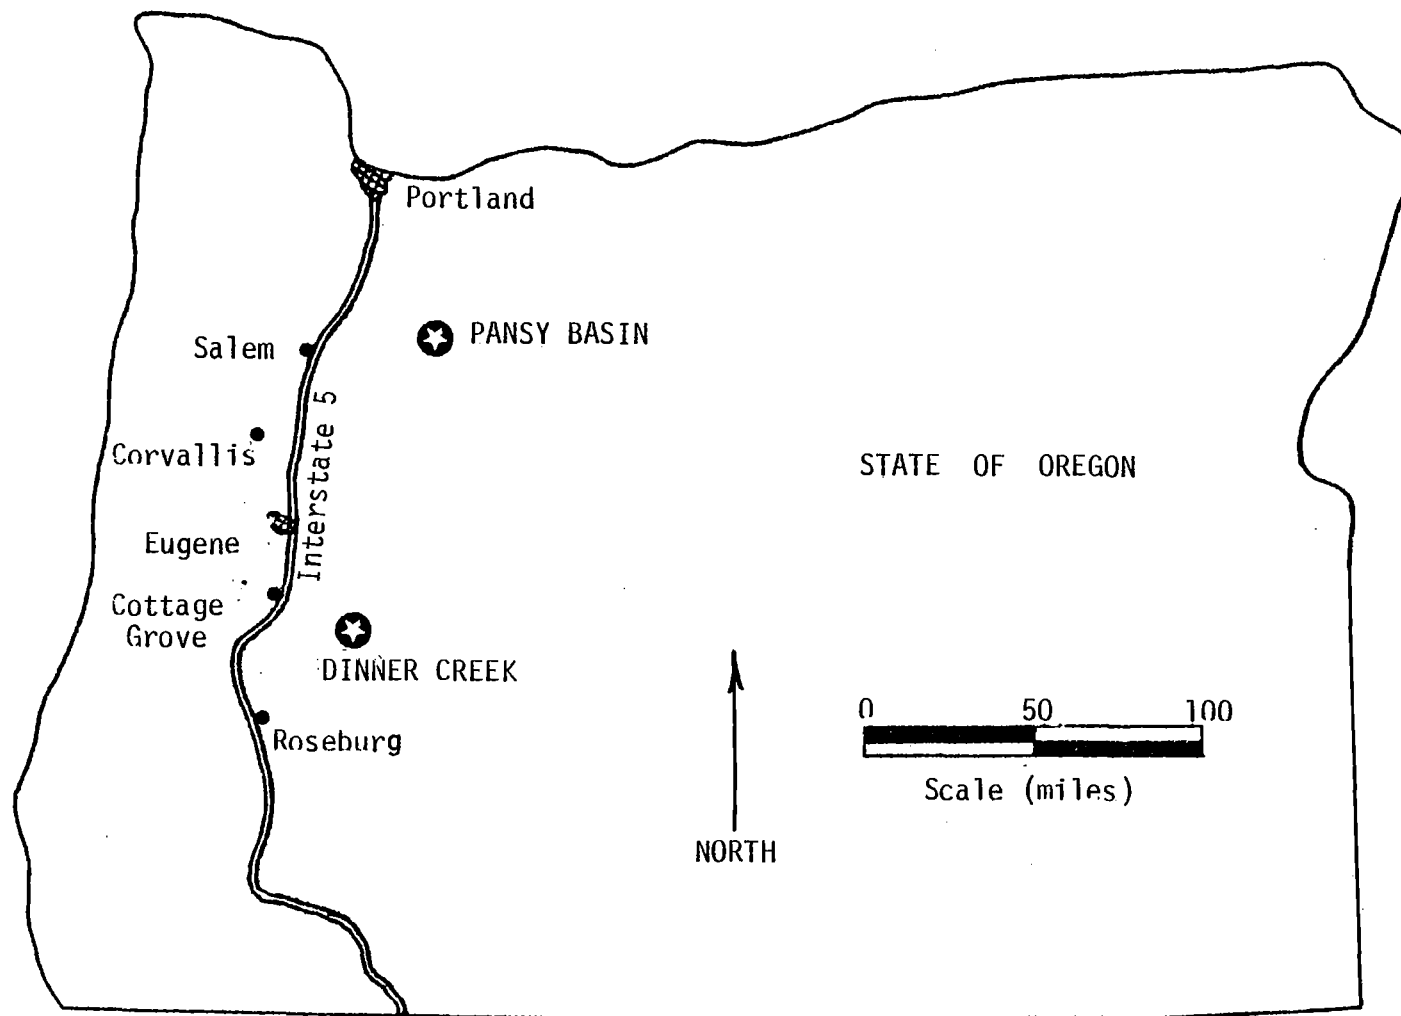 Portland
PANSY BASIN
Salem
Interstate 5
Corvallis
STATE OF OREGON
Eugene
Cottage
Grove
DINNER CREEK
0 50 100
Roseburg
Scale (miles)
NORTH